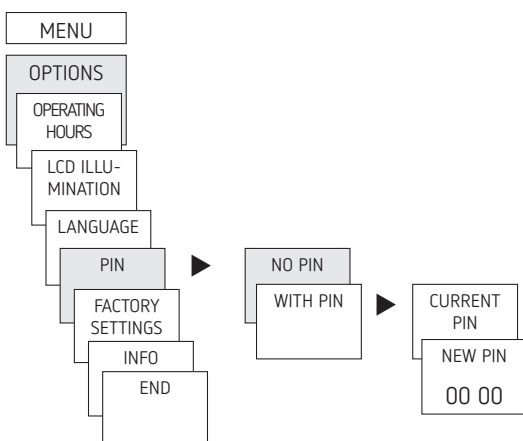 MENU
OPTIONS
OPERATING
HOURS
LCD ILLU-
MINATION
LANGUAGE
PIN
FACTORY
SETTINGS
INFO
END
NO PIN
WITH PIN
CURRENT
PIN
NEW PIN
00 00